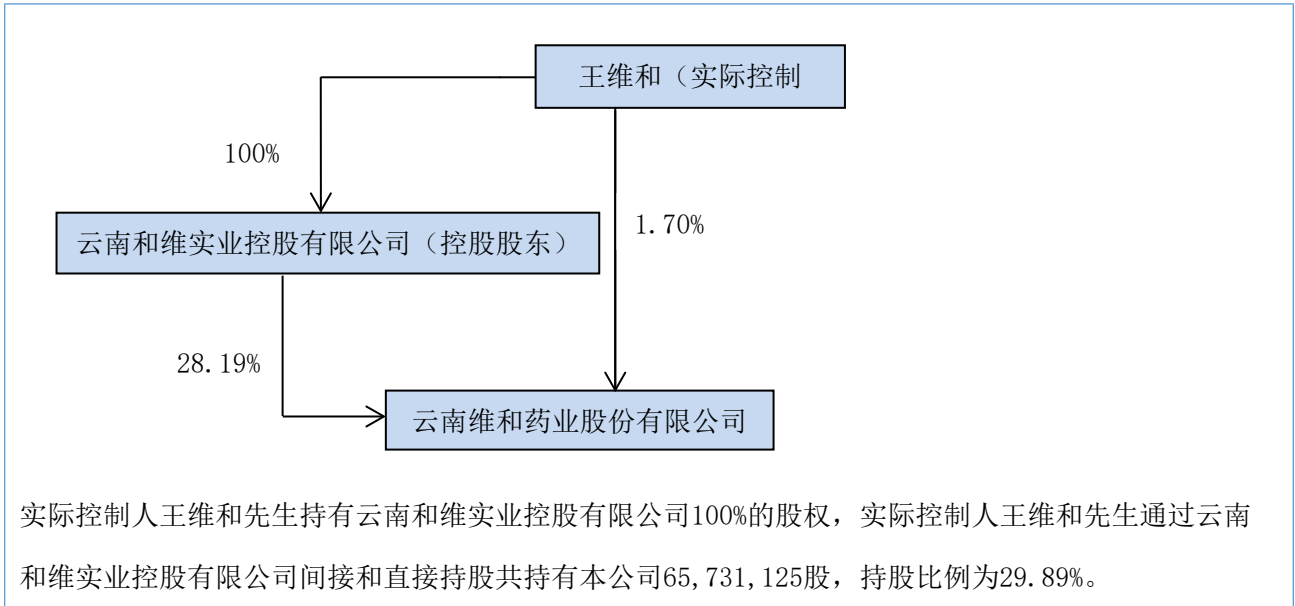 王维和（实际控制
100%
1.70%
云南和维实业控股有限公司（控股股东）
28.19%
云南维和药业股份有限公司
实际控制人王维和先生持有云南和维实业控股有限公司100%的股权，实际控制人王维和先生通过云南
和维实业控股有限公司间接和直接持股共持有本公司65,731,125股，持股比例为29.89%。